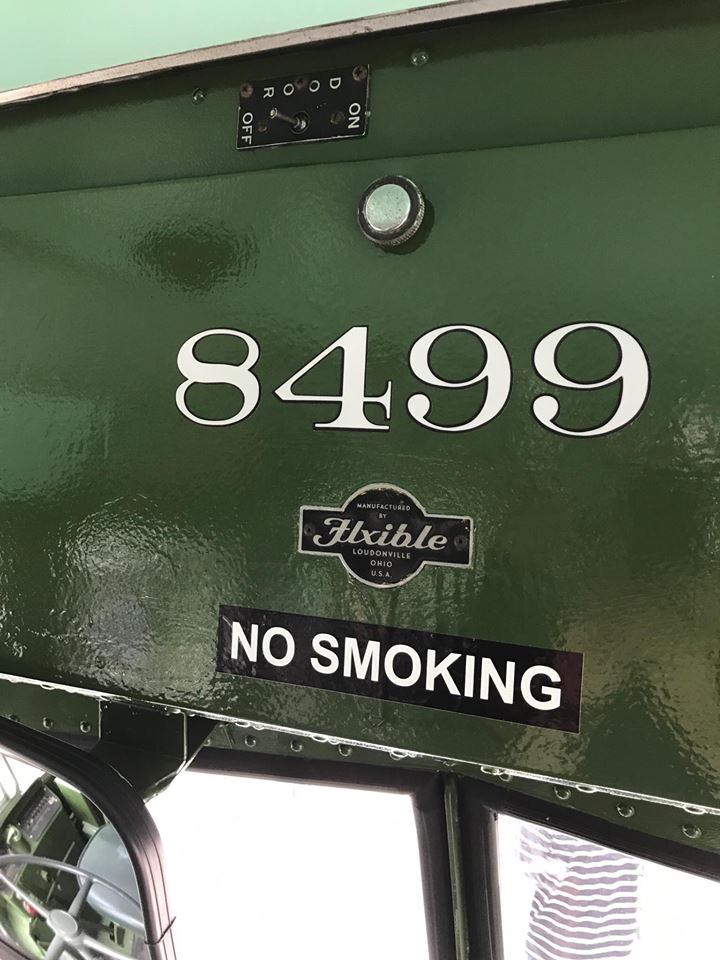 DOOR
ON
OFF
8499
MANUFACTURED
BY
Flxible
LOUDONVILLE
OHIO
U.S.A.
NO SMOKING